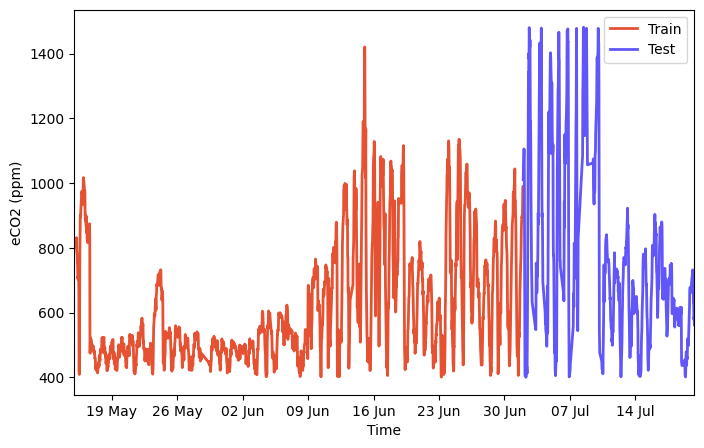 Train
Test
eCO2 (ppm)
1400
1200
1000
800
600
400
19 May
26 May
02 Jun
09 Jun
16 Jun
23 Jun
30 Jun
07 Jul
14 Jul
Time